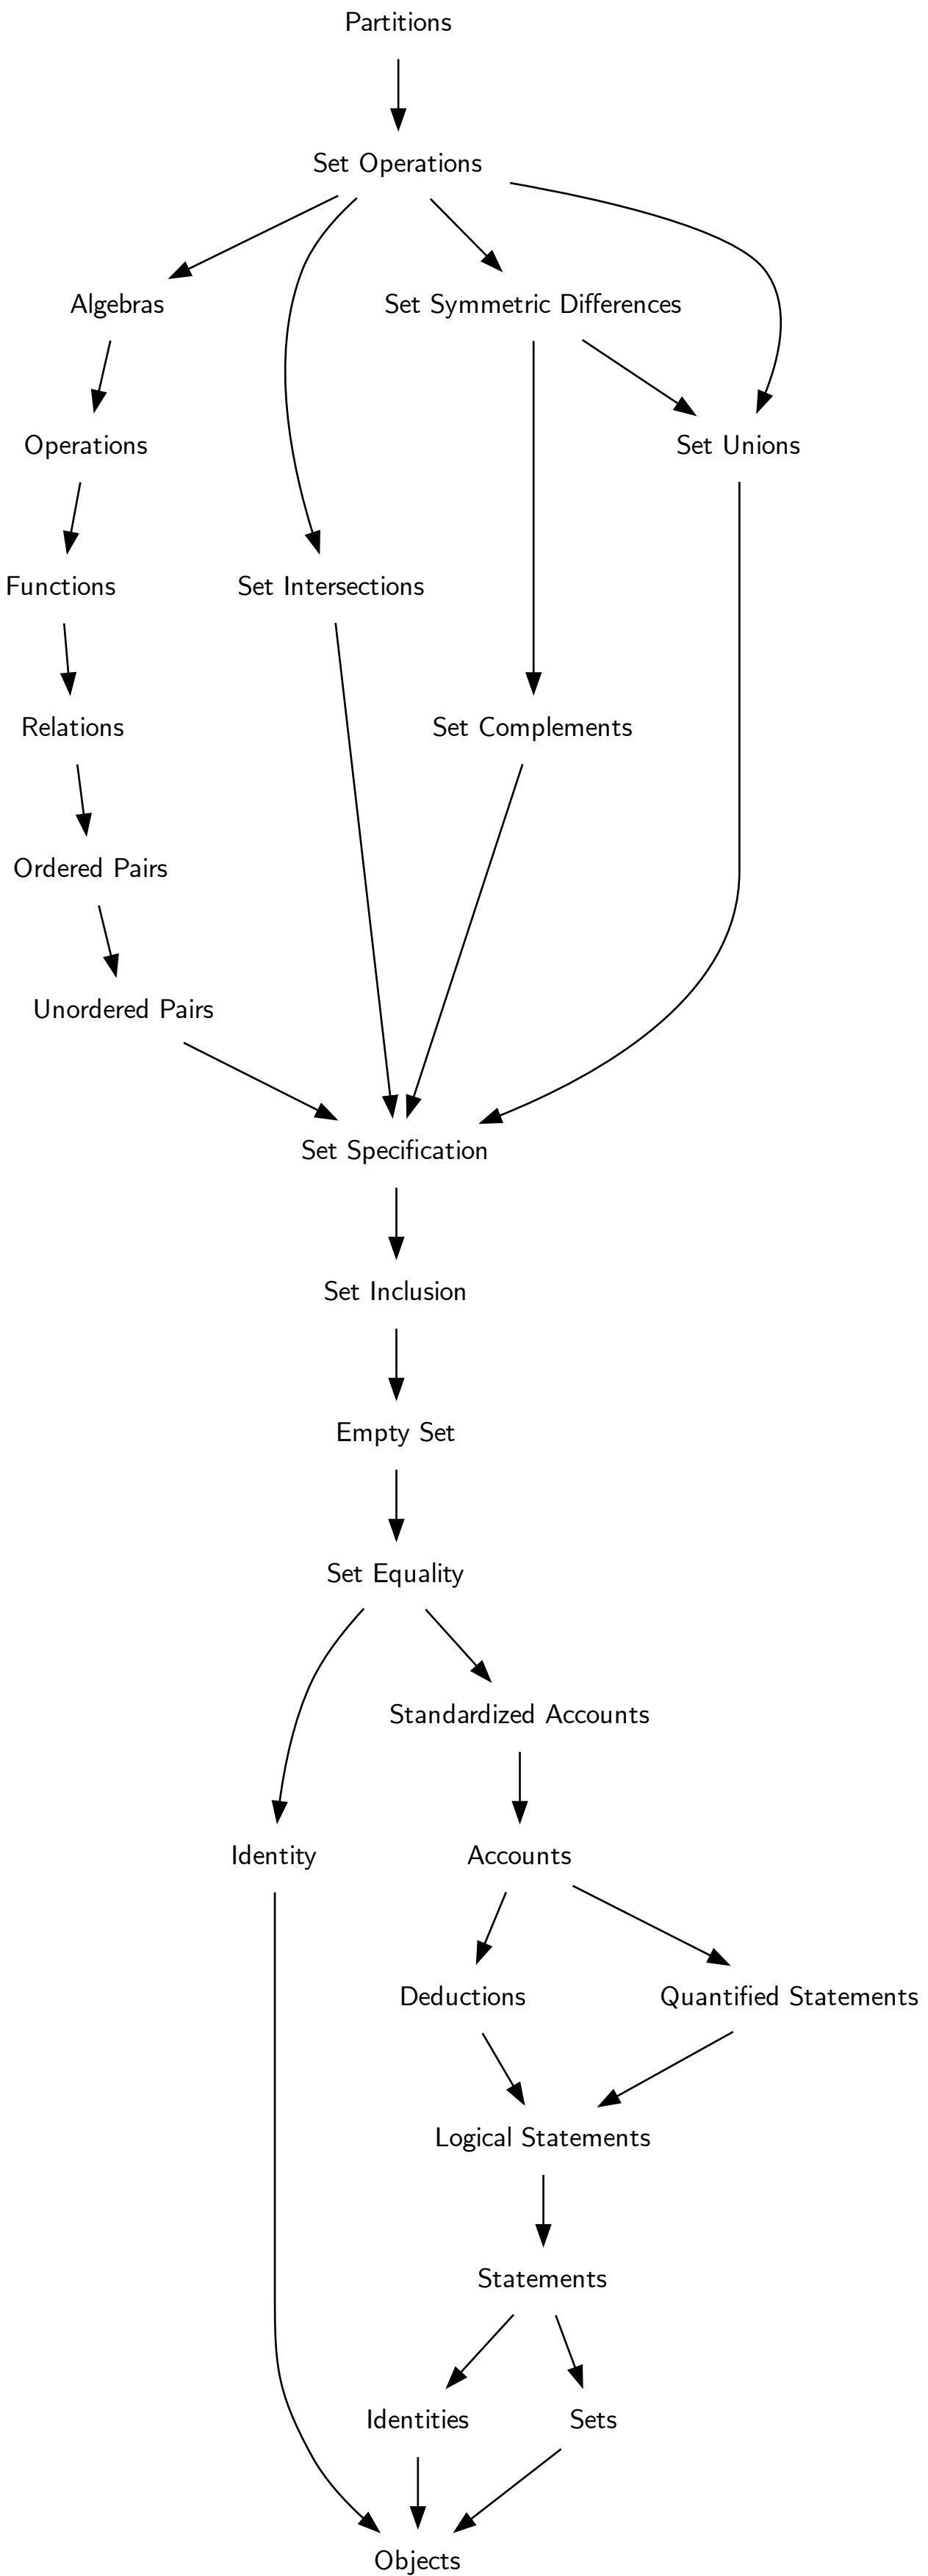 Partitions
Set Operations
Algebras
Set Symmetric Differences
Operations
Set Unions
Functions
Set Intersections
Relations
Set Complements
Ordered Pairs
Unordered Pairs
Set Specification
Set Inclusion
Empty Set
Set Equality
Standardized Accounts
Identity
Accounts
Deductions
Quantified Statements
Logical Statements
Statements
Identities
Sets
Objects